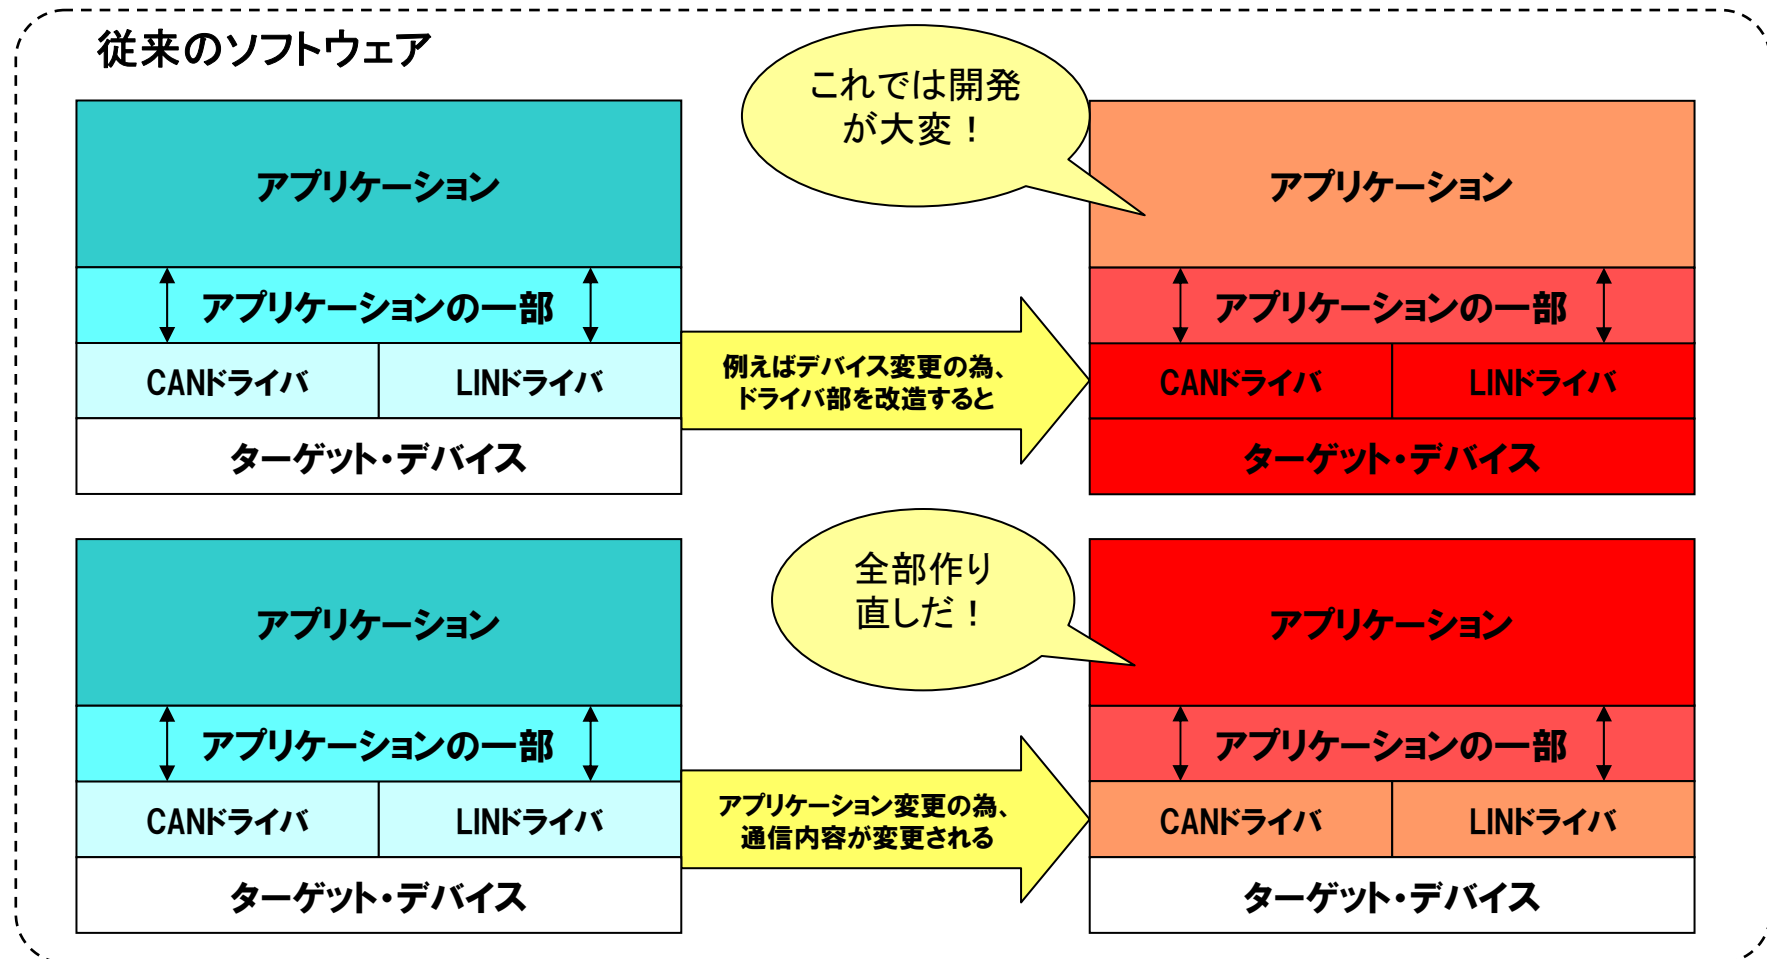 従来のソフトウェア
これでは開発
が大変！
アプリケーション
アプリケーションの一部
CANドライバ
LINドライバ
ターゲット・デバイス
例えばデバイス変更の為、
ドライバ部を改造すると
アプリケーション
アプリケーションの一部
CANドライバ
LINドライバ
ターゲット・デバイス
全部作り
直しだ！
アプリケーション
アプリケーションの一部
CANドライバ
LINドライバ
ターゲット・デバイス
アプリケーション変更の為、
通信内容が変更される
アプリケーション
アプリケーションの一部
CANドライバ
LINドライバ
ターゲット・デバイス